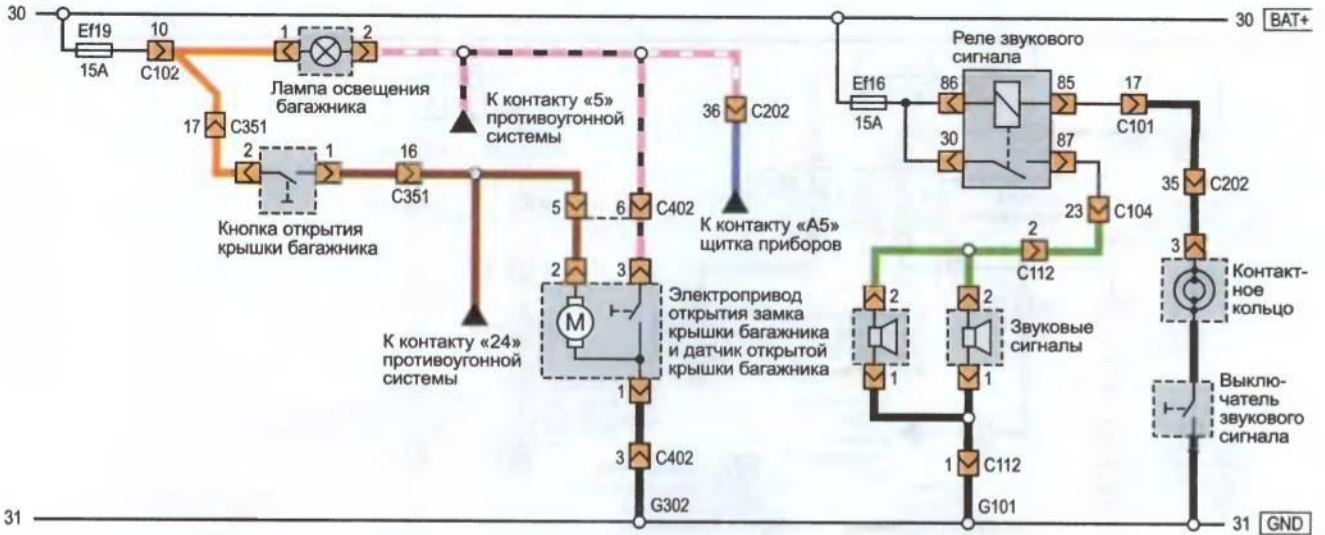 30
30 BAT+
Ef19
15A
10
C102
1
2
Лампа освещения
багажника
К контакту «5»
противоугонной
системы
36
C202
Ef16
15A
Реле звукового
сигнала
86
85
30
87
17
C101
17
C351
2
1
16
C351
Кнопка открытия
крышки багажника
5
6
C402
К контакту «A5»
щитка приборов
35
C202
23
C104
2
C112
К контакту «24»
противоугонной
системы
2
3
M
Электропривод
открытия замка
крышки багажника
и датчик открытой
крышки багажника
1
3
C402
G302
2
2
Звуковые
сигналы
1
1
1
C112
G101
3
Контакт-
ное
кольцо
Выклю-
чатель
звукового
сигнала
31
31 GND